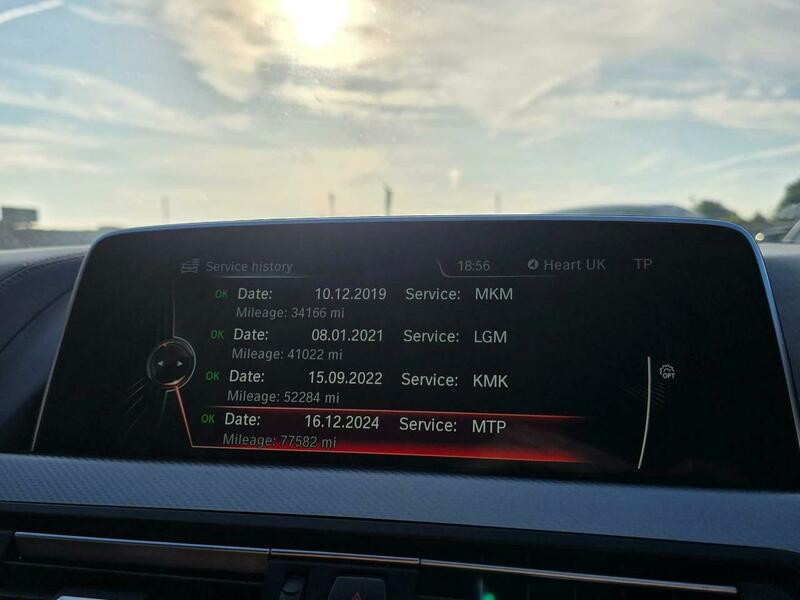 Service history 18:56 Heart UK TP
OK Date: 10.12.2019 Service: MKM
Mileage: 34166 mi
OK Date: 08.01.2021 Service: LGM
Mileage: 41022 mi
OK Date: 15.09.2022 Service: KMK
Mileage: 52284 mi
OPT
OK Date: 16.12.2024 Service: MTP
Mileage: 77582 mi